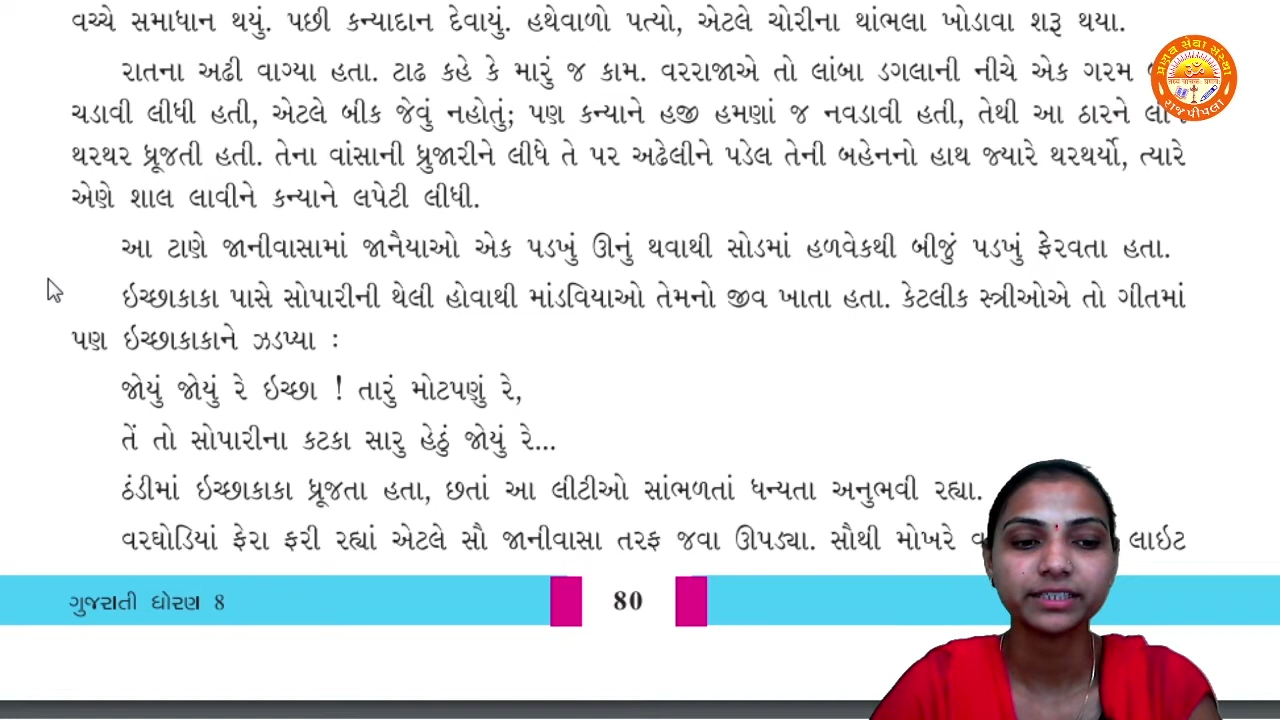 વચ્ચે સમાધાન થયું. પછી કન્યાદાન દેવાયું. હથેવાળો પત્યો, એટલે ચોરીના થાંભલા ખોડાવા શરૂ થયા.
રાતના અઢી વાગ્યા હતા. ટાઢ કહે કે મારું જ કામ. વરરાજાએ તો લાંબા ડગલાની નીચે એક ગરમ
ચડાવી લીધી હતી, એટલે બીક જેવું નહોતું; પણ કન્યાને હજી હમણાં જ નવડાવી હતી, તેથી આ ઠારને
થરથર ધ્રૂજતી હતી. તેના વાંસાની ધ્રુજારીને લીધે તે પર અઢેલીને પડેલ તેની બહેનનો હાથ જ્યારે થરથર્યો, ત્યારે
એણે શાલ લાવીને કન્યાને લપેટી લીધી.
આ ટાણે જાનીવાસામાં જાનૈયાઓ એક પડખું ઊનું થવાથી સોડમાં હળવેકથી બીજું પડખું ફેરવતા હતા.
ઇચ્છાકાકા પાસે સોપારીની થેલી હોવાથી માંડવિયાઓ તેમનો જીવ ખાતા હતા. કેટલીક સ્ત્રીઓએ તો ગીતમાં
પણ ઇચ્છાકાકાને ઝડપ્યા :
જોયું જોયું રે ઇચ્છા ! તારું મોટપણું રે,
તેં તો સોપારીના કટકા સારુ હેઠું જોયું રે...
ઠંડીમાં ઇચ્છાકાકા ધ્રૂજતા હતા, છતાં આ લીટીઓ સાંભળતાં ધન્યતા અનુભવી રહ્યા.
વરઘોડિયાં ફેરા ફરી રહ્યાં એટલે સૌ જાનીવાસા તરફ જવા ઊપડ્યા. સૌથી મોખરે લાઇટ
ગુજરાતી ધોરણ 8
80
પ્રણવ સેવા સંસ્થા
રાજપીપલા